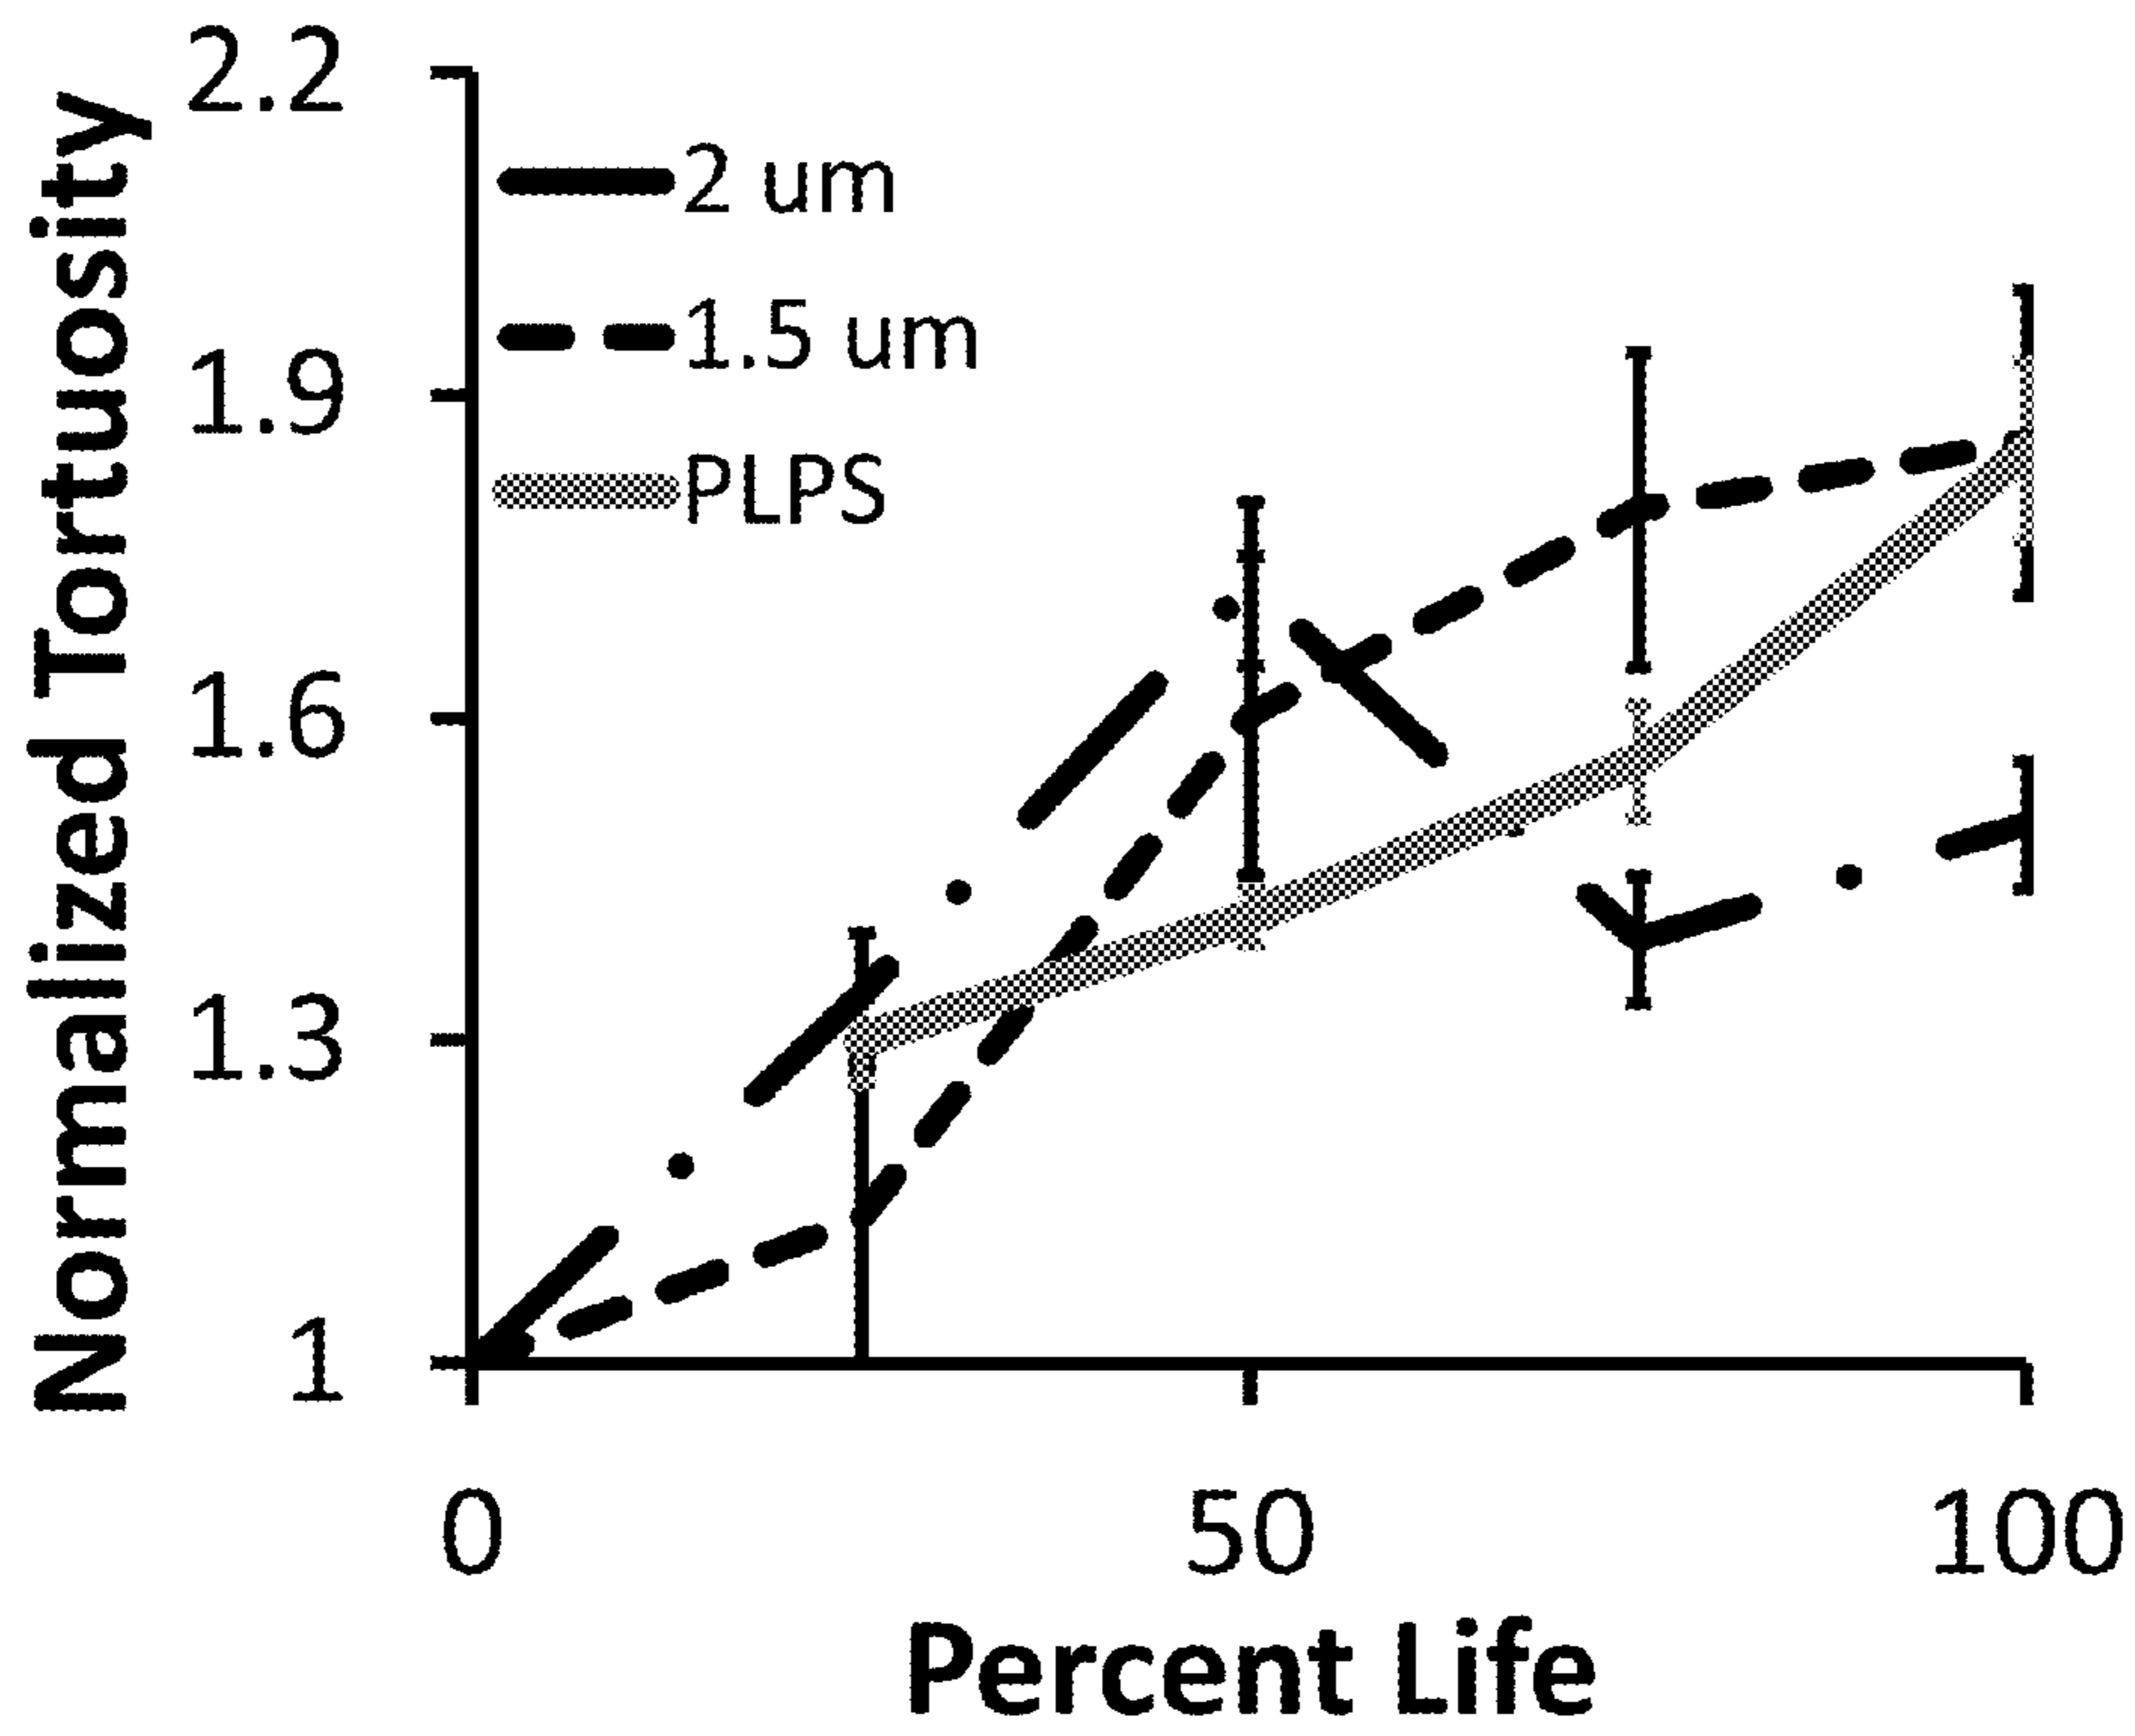 Normalized Tortuosity
2.2
1.9
1.6
1.3
1
2 um
1.5 um
PLPS
0
50
100
Percent Life